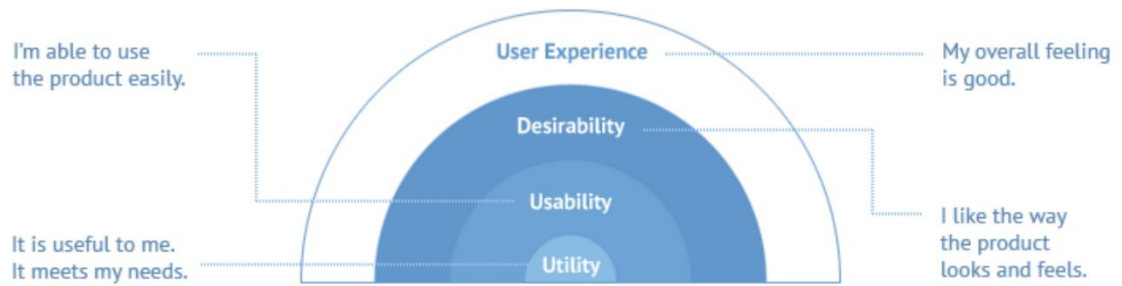 I'm able to use
the product easily.
User Experience
My overall feeling
is good.
Desirability
Usability
I like the way
the product
looks and feels.
It is useful to me.
It meets my needs.
Utility